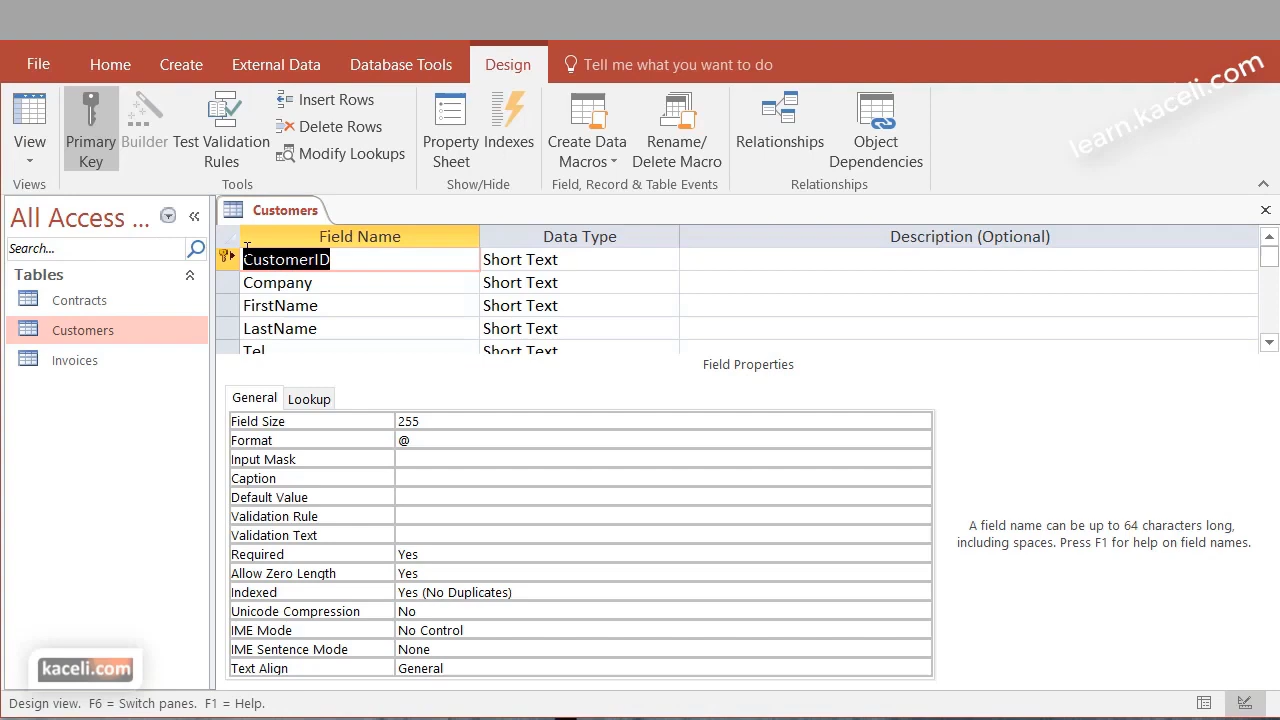 File Home Create External Data Database Tools Design Tell me what you want to do
learn.kaceli.com
View
Primary Key
Builder
Test Validation Rules
Insert Rows
Delete Rows
Modify Lookups
Property Sheet
Indexes
Create Data Macros
Rename/ Delete Macro
Relationships
Object Dependencies
Views Tools Show/Hide Field, Record & Table Events Relationships
All Access ...
Search...
Tables
Contracts
Customers
Invoices
Customers
Field Name Data Type Description (Optional)
CustomerID Short Text
Company Short Text
FirstName Short Text
LastName Short Text
Tel Short Text
Field Properties
General Lookup
Field Size 255
Format @
Input Mask
Caption
Default Value
Validation Rule
Validation Text
Required Yes
Allow Zero Length Yes
Indexed Yes (No Duplicates)
Unicode Compression No
IME Mode No Control
IME Sentence Mode None
Text Align General
A field name can be up to 64 characters long,
including spaces. Press F1 for help on field names.
kaceli.com
Design view. F6 = Switch panes. F1 = Help.